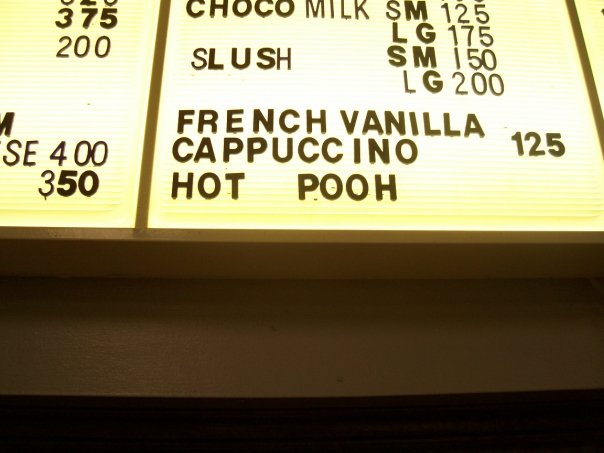 375
200
SE 400
350
CHOCO MILK SM 125
LG 175
SLUSH SM 150
LG 200
FRENCH VANILLA
CAPPUCCINO 125
HOT POOH